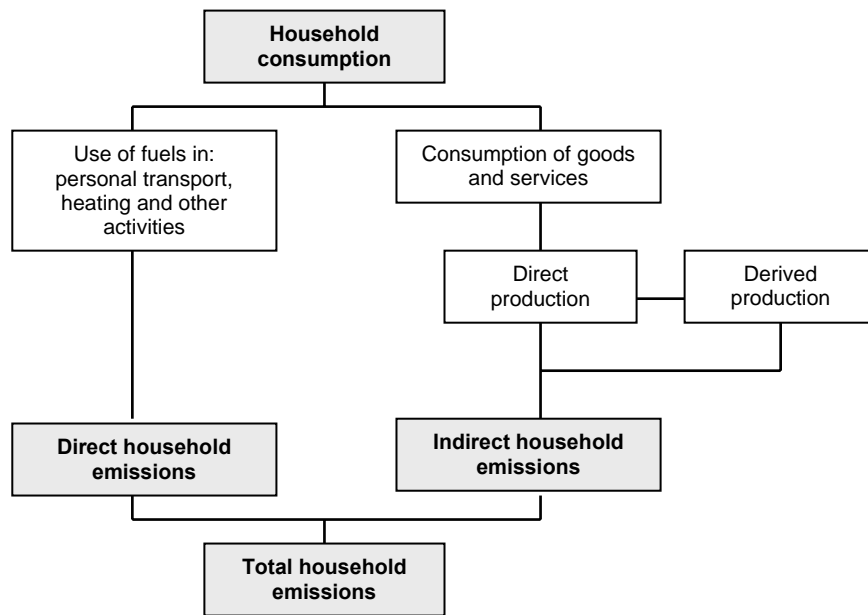 Household
consumption
Use of fuels in:
personal transport,
heating and other
activities
Consumption of goods
and services
Direct
production
Derived
production
Direct household
emissions
Indirect household
emissions
Total household
emissions